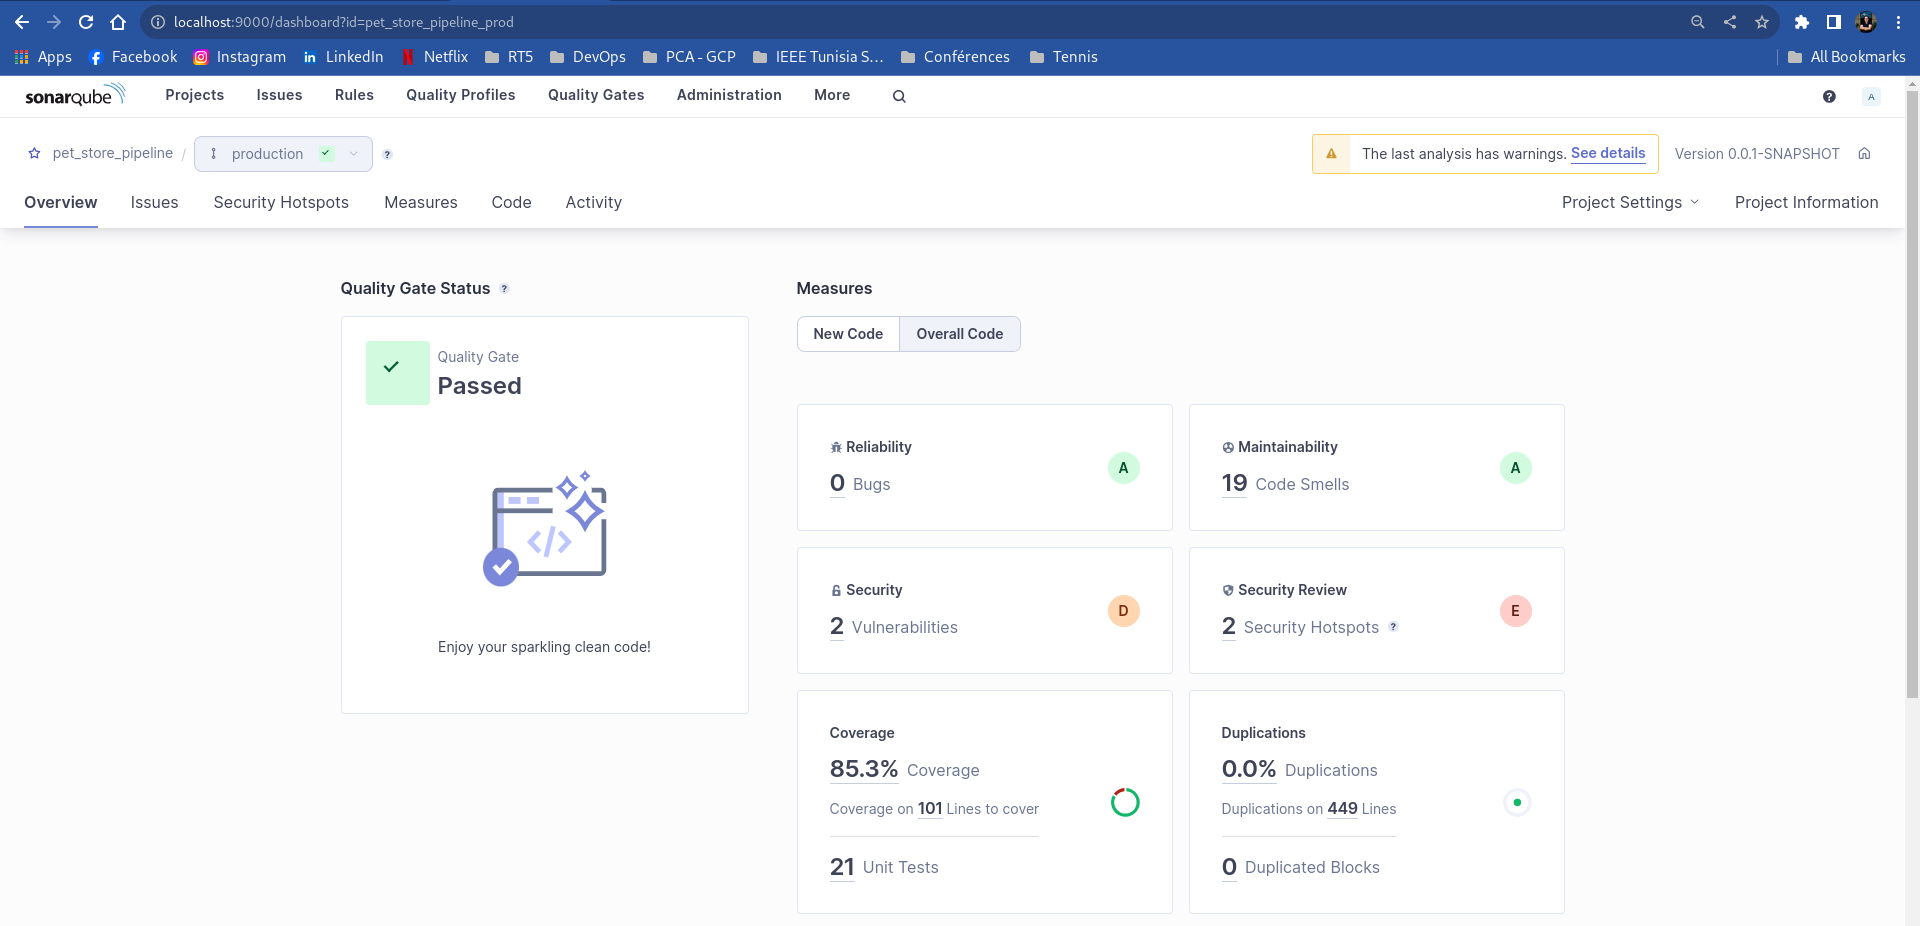 localhost:9000/dashboard?id=pet_store_pipeline_prod
Apps Facebook Instagram LinkedIn Netflix RT5 DevOps PCA - GCP IEEE Tunisia S... Conférences Tennis All Bookmarks
sonarqube Projects Issues Rules Quality Profiles Quality Gates Administration More ? A
pet_store_pipeline / production ? The last analysis has warnings. See details Version 0.0.1-SNAPSHOT
Overview Issues Security Hotspots Measures Code Activity Project Settings Project Information
Quality Gate Status ? Measures
New Code Overall Code
Quality Gate
Passed
Reliability
0 Bugs A
Maintainability
19 Code Smells A
Security
2 Vulnerabilities D
Security Review
2 Security Hotspots ? E
</>
Enjoy your sparkling clean code!
Coverage
85.3% Coverage
Coverage on 101 Lines to cover
21 Unit Tests
Duplications
0.0% Duplications
Duplications on 449 Lines
0 Duplicated Blocks